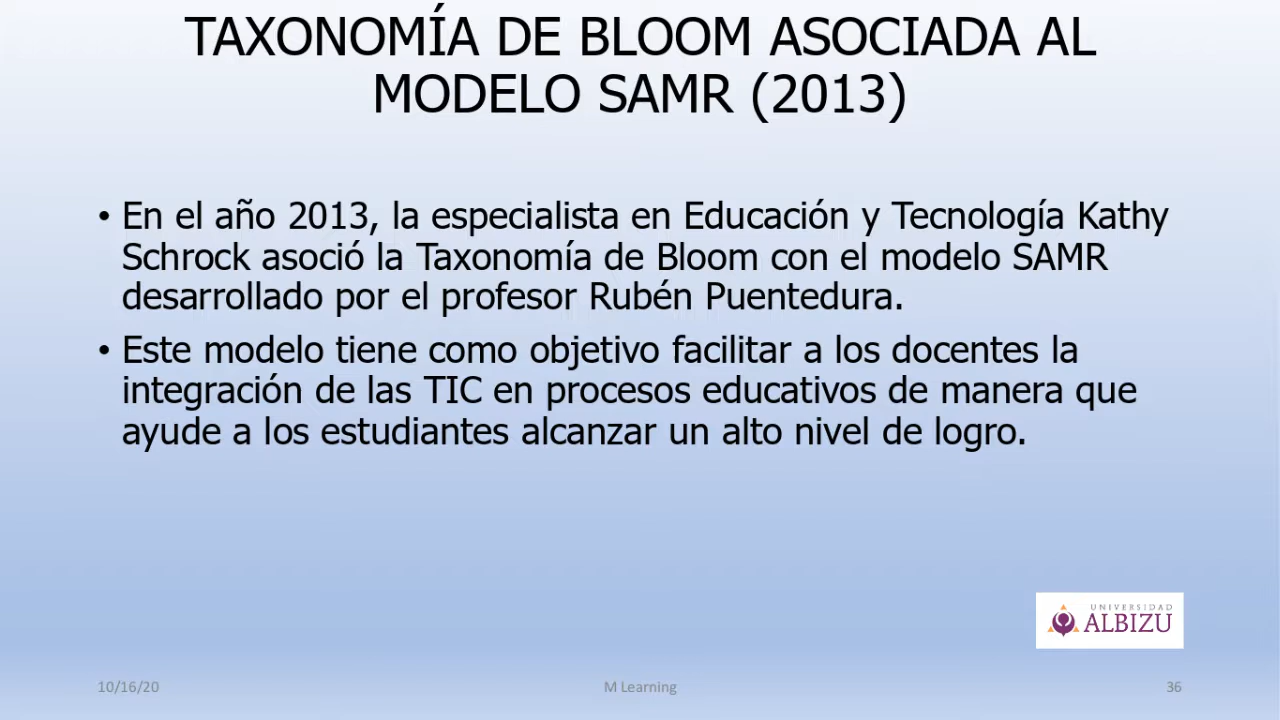 TAXONOMÍA DE BLOOM ASOCIADA AL
MODELO SAMR (2013)
• En el año 2013, la especialista en Educación y Tecnología Kathy
Schrock asoció la Taxonomía de Bloom con el modelo SAMR
desarrollado por el profesor Rubén Puentedura.
• Este modelo tiene como objetivo facilitar a los docentes la
integración de las TIC en procesos educativos de manera que
ayude a los estudiantes alcanzar un alto nivel de logro.
UNIVERSIDAD
ALBIZU
10/16/20
M Learning
36